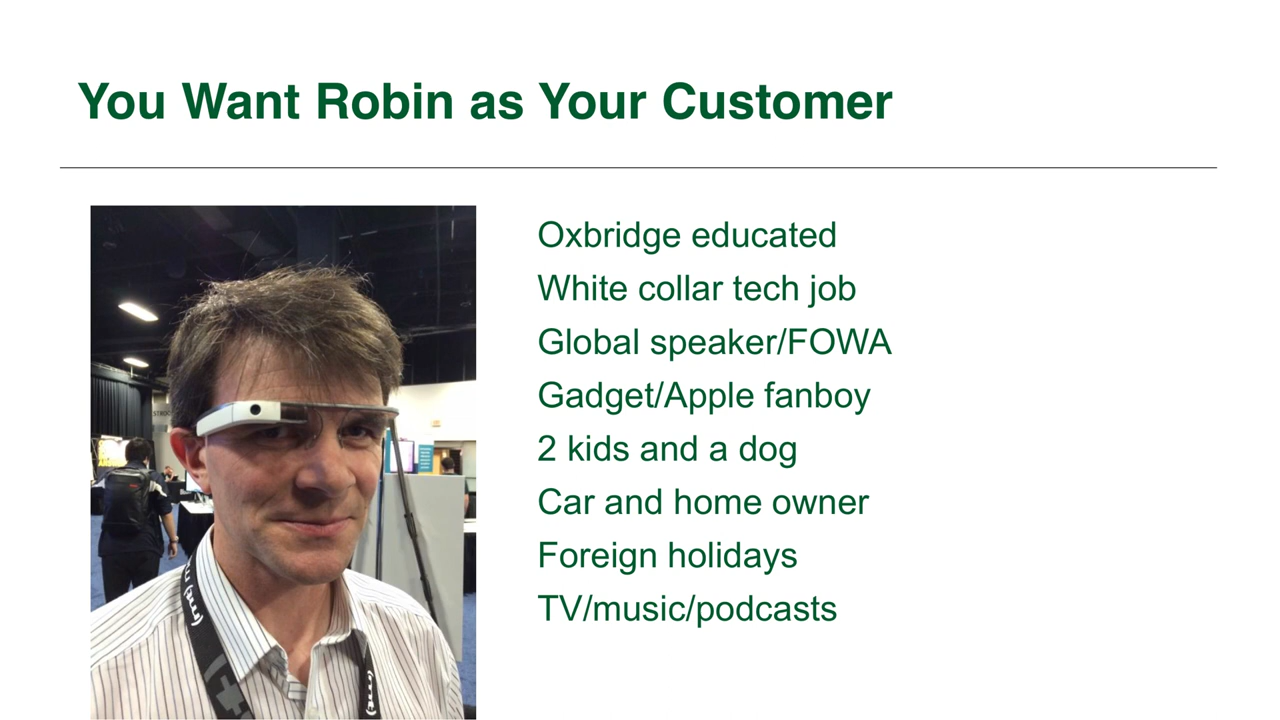 You Want Robin as Your Customer
Oxbridge educated
White collar tech job
Global speaker/FOWA
Gadget/Apple fanboy
2 kids and a dog
Car and home owner
Foreign holidays
TV/music/podcasts